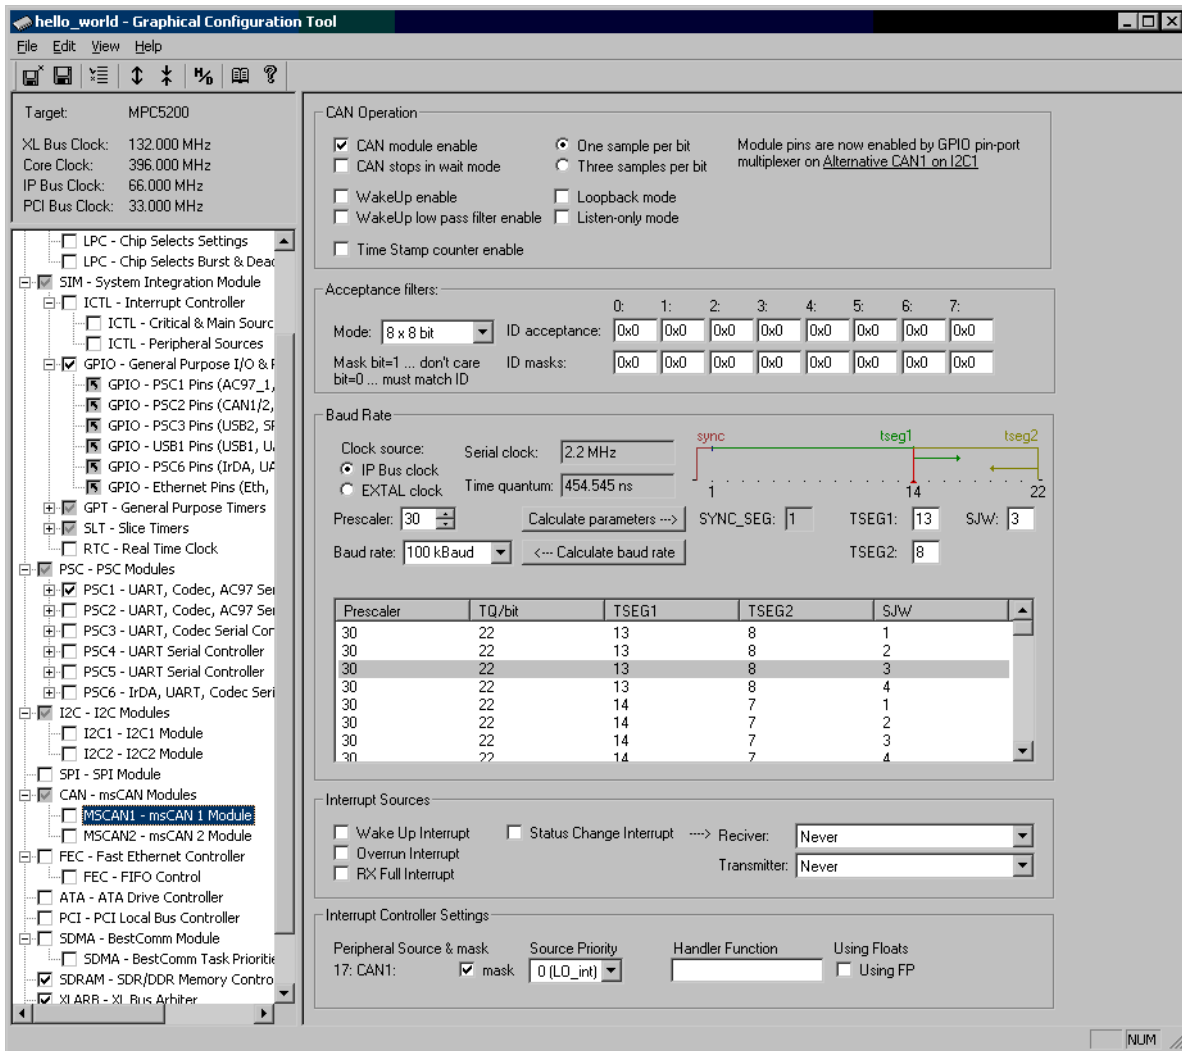 hello_world - Graphical Configuration Tool
File Edit View Help
Target: MPC5200
XL Bus Clock: 132.000 MHz
Core Clock: 396.000 MHz
IP Bus Clock: 66.000 MHz
PCI Bus Clock: 33.000 MHz
LPC - Chip Selects Settings
LPC - Chip Selects Burst & Deac
SIM - System Integration Module
ICTL - Interrupt Controller
ICTL - Critical & Main Sourc
ICTL - Peripheral Sources
GPIO - General Purpose I/O & F
GPIO - PSC1 Pins (AC97_1,
GPIO - PSC2 Pins (CAN1/2,
GPIO - PSC3 Pins (USB2, SF
GPIO - USB1 Pins (USB1, UA
GPIO - PSC6 Pins (IrDA, UA
GPIO - Ethernet Pins (Eth,
GPT - General Purpose Timers
SLT - Slice Timers
RTC - Real Time Clock
PSC - PSC Modules
PSC1 - UART, Codec, AC97 Ser
PSC2 - UART, Codec, AC97 Ser
PSC3 - UART, Codec Serial Con
PSC4 - UART Serial Controller
PSC5 - UART Serial Controller
PSC6 - IrDA, UART, Codec Seri
I2C - I2C Modules
I2C1 - I2C1 Module
I2C2 - I2C2 Module
SPI - SPI Module
CAN - msCAN Modules
MSCAN1 - msCAN 1 Module
MSCAN2 - msCAN 2 Module
FEC - Fast Ethernet Controller
FEC - FIFO Control
ATA - ATA Drive Controller
PCI - PCI Local Bus Controller
SDMA - BestComm Module
SDMA - BestComm Task Prioritie
SDRAM - SDR/DDR Memory Contro
XLARB - XL Bus Arbiter
CAN Operation
CAN module enable One sample per bit Module pins are now enabled by GPIO pin-port
CAN stops in wait mode Three samples per bit multiplexer on Alternative CAN1 on I2C1
WakeUp enable Loopback mode
WakeUp low pass filter enable Listen-only mode
Time Stamp counter enable
Acceptance filters:
0: 1: 2: 3: 4: 5: 6: 7:
Mode: 8 x 8 bit ID acceptance: 0x0 0x0 0x0 0x0 0x0 0x0 0x0 0x0
Mask bit=1 ... don't care ID masks: 0x0 0x0 0x0 0x0 0x0 0x0 0x0 0x0
bit=0 ... must match ID
Baud Rate
sync tseg1 tseg2
Clock source: Serial clock: 2.2 MHz
IP Bus clock
EXTAL clock Time quantum: 454.545 ns
1 14 22
Prescaler: 30 Calculate parameters ---> SYNC_SEG: 1 TSEG1: 13 SJW: 3
Baud rate: 100 kBaud <--- Calculate baud rate TSEG2: 8
Prescaler TQ/bit TSEG1 TSEG2 SJW
30 22 13 8 1
30 22 13 8 2
30 22 13 8 3
30 22 13 8 4
30 22 14 7 1
30 22 14 7 2
30 22 14 7 3
30 22 14 7 4
Interrupt Sources
Wake Up Interrupt Status Change Interrupt ----> Reciver: Never
Overrun Interrupt
RX Full Interrupt Transmitter: Never
Interrupt Controller Settings
Peripheral Source & mask Source Priority Handler Function Using Floats
17: CAN1: mask 0 (LO_int) Using FP
NUM